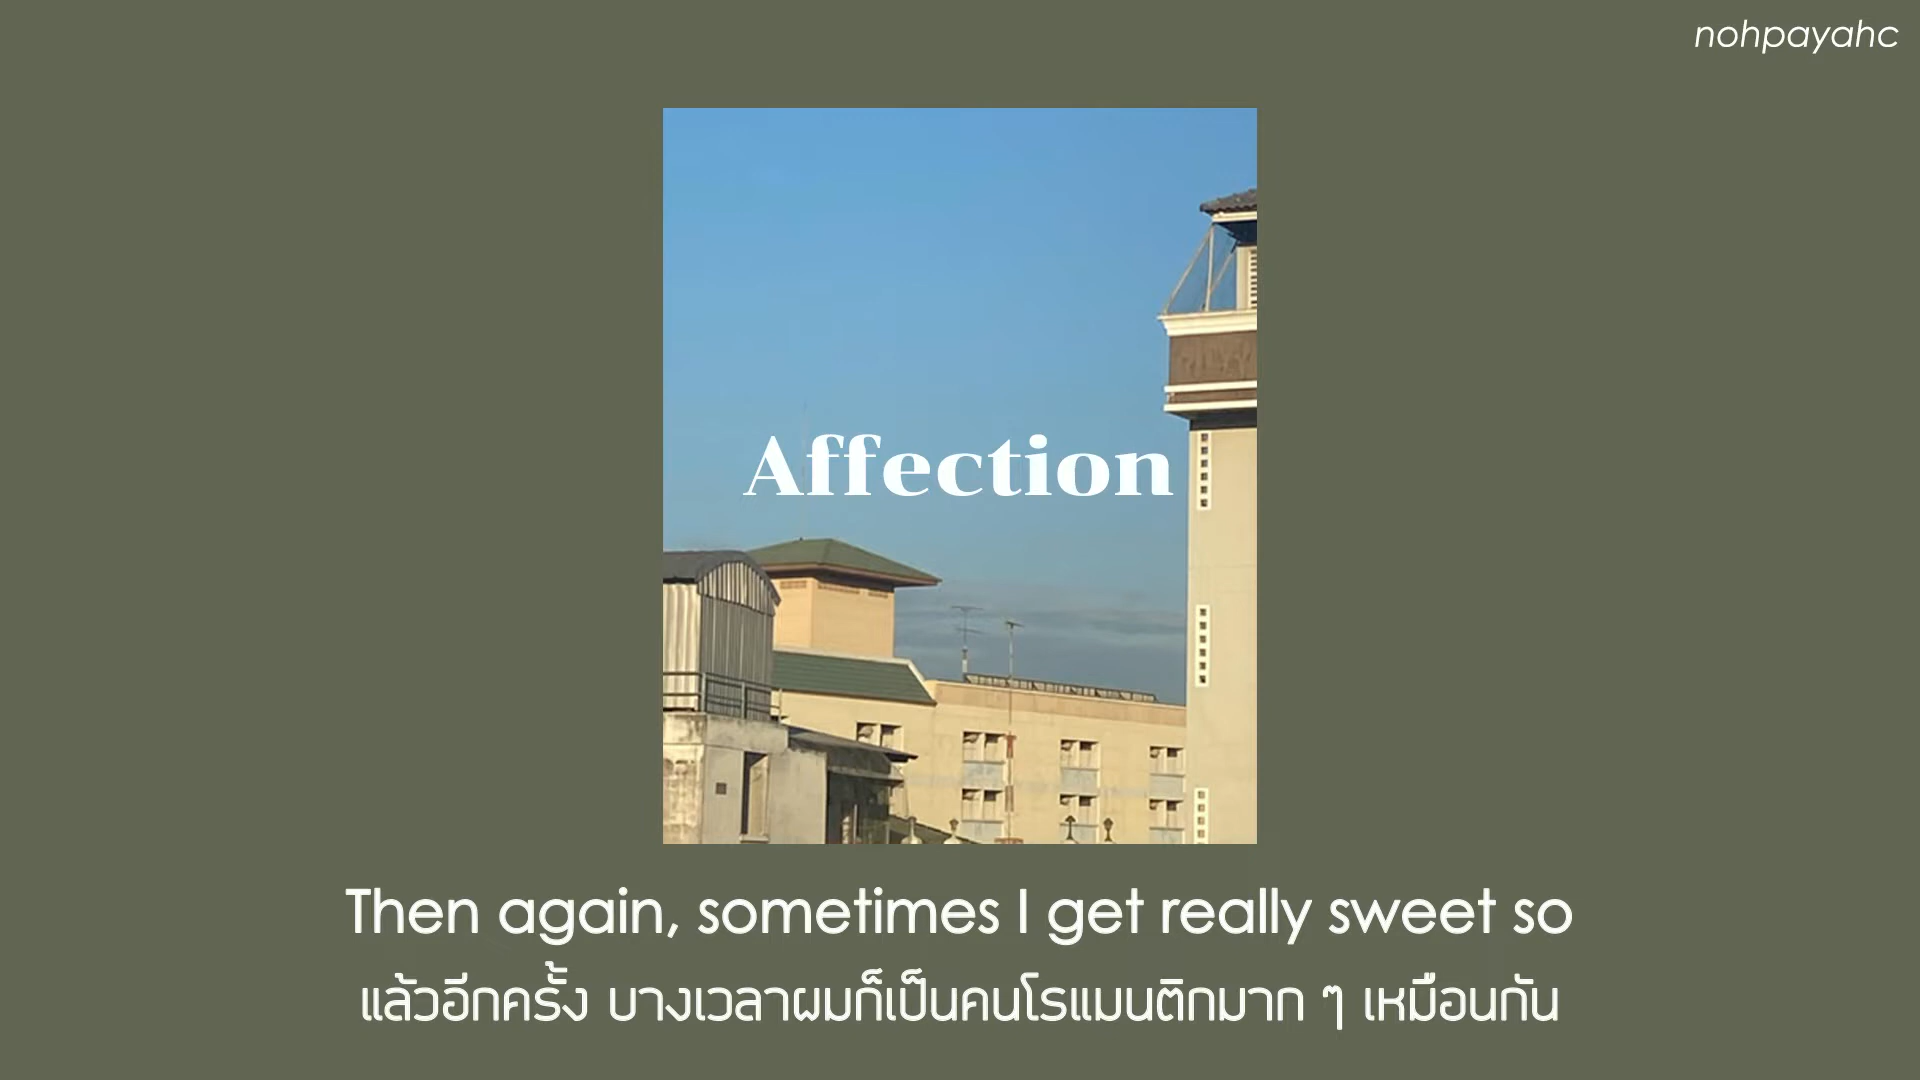 nohpayahc
Affection
Then again, sometimes I get really sweet so
แล้วอีกครั้ง บางเวลาผมก็เป็นคนโรแมนติกมาก ๆ เหมือนกัน